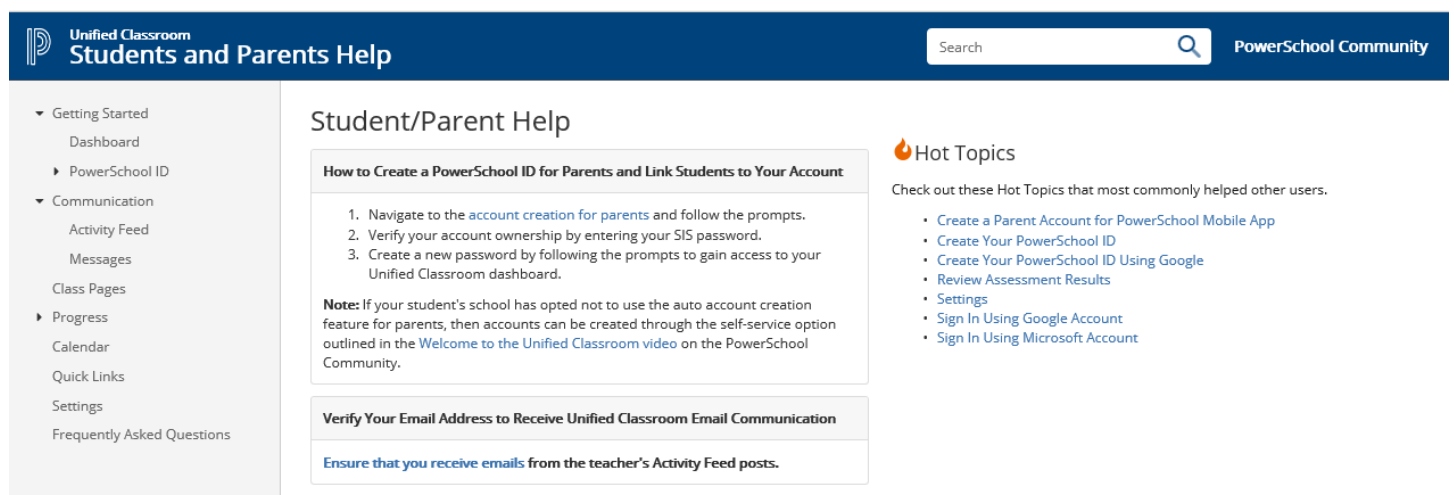 Unified Classroom
Students and Parents Help
Search
PowerSchool Community
Getting Started
Dashboard
PowerSchool ID
Communication
Activity Feed
Messages
Class Pages
Progress
Calendar
Quick Links
Settings
Frequently Asked Questions
Student/Parent Help
How to Create a PowerSchool ID for Parents and Link Students to Your Account
1. Navigate to the account creation for parents and follow the prompts.
2. Verify your account ownership by entering your SIS password.
3. Create a new password by following the prompts to gain access to your
Unified Classroom dashboard.
Note: If your student's school has opted not to use the auto account creation
feature for parents, then accounts can be created through the self-service option
outlined in the Welcome to the Unified Classroom video on the PowerSchool
Community.
Verify Your Email Address to Receive Unified Classroom Email Communication
Ensure that you receive emails from the teacher's Activity Feed posts.
Hot Topics
Check out these Hot Topics that most commonly helped other users.
• Create a Parent Account for PowerSchool Mobile App
• Create Your PowerSchool ID
• Create Your PowerSchool ID Using Google
• Review Assessment Results
• Settings
• Sign In Using Google Account
• Sign In Using Microsoft Account